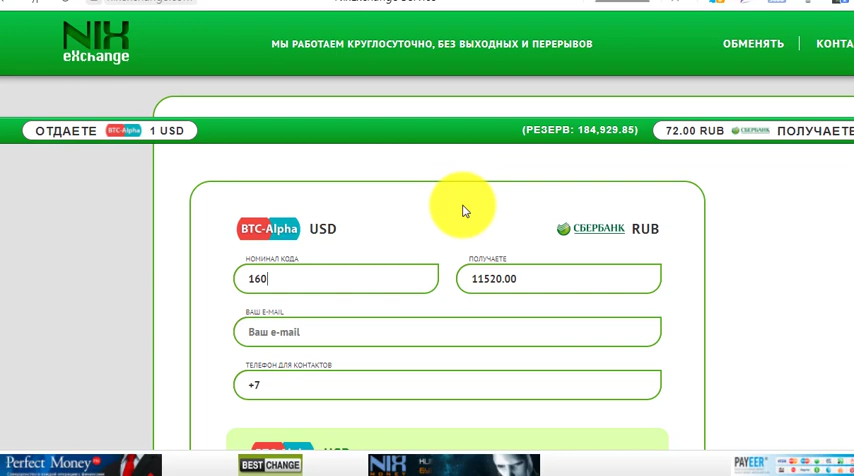 NIX
eXchange
МЫ РАБОТАЕМ КРУГЛОСУТОЧНО, БЕЗ ВЫХОДНЫХ И ПЕРЕРЫВОВ
ОБМЕНЯТЬ
КОНТА
ОТДАЕТЕ BTC-Alpha 1 USD
(РЕЗЕРВ: 184,929.85)
72.00 RUB СБЕРБАНК ПОЛУЧАЕТЕ
BTC-Alpha USD
СБЕРБАНК RUB
НОМИНАЛ КОДА
ПОЛУЧАЕТЕ
160
11520.00
ВАШ E-MAIL
Ваш e-mail
ТЕЛЕФОН ДЛЯ КОНТАКТОВ
+7
Perfect Money
BEST CHANGE
NIX
MONEY
PAYEER